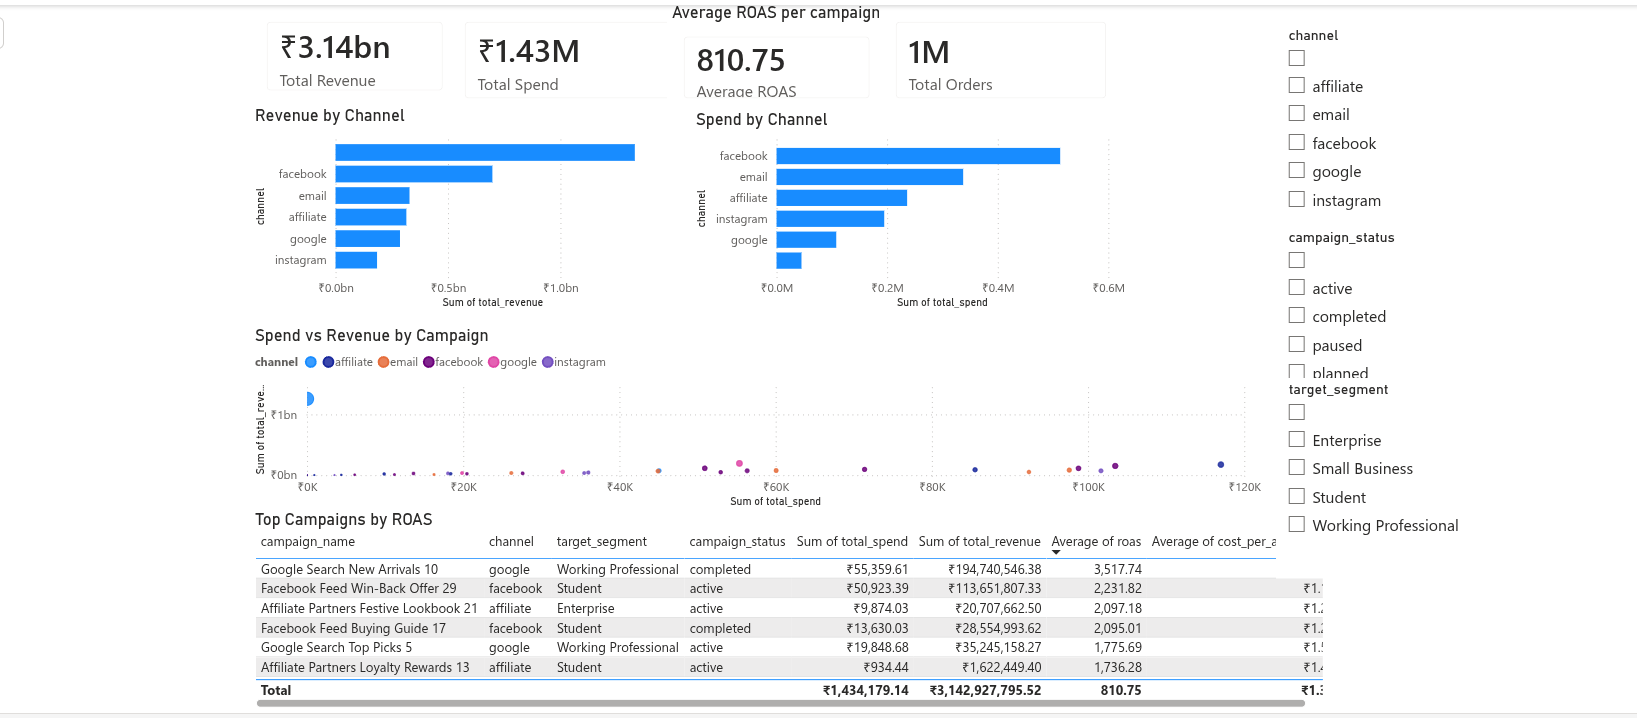 Average ROAS per campaign
₹3.14bn
Total Revenue
₹1.43M
Total Spend
810.75
Average ROAS
1M
Total Orders
Revenue by Channel
channel
facebook
email
affiliate
google
instagram
₹0.0bn ₹0.5bn ₹1.0bn
Sum of total_revenue
Spend by Channel
channel
facebook
email
affiliate
instagram
google
₹0.0M ₹0.2M ₹0.4M ₹0.6M
Sum of total_spend
Spend vs Revenue by Campaign
channel affiliate email facebook google instagram
Sum of total_reve...
₹1bn
₹0bn
₹0K ₹20K ₹40K ₹60K ₹80K ₹100K ₹120K
Sum of total_spend
Top Campaigns by ROAS
campaign_name channel target_segment campaign_status Sum of total_spend Sum of total_revenue Average of roas Average of cost_per_a
Google Search New Arrivals 10 google Working Professional completed ₹55,359.61 ₹194,740,546.38 3,517.74
Facebook Feed Win-Back Offer 29 facebook Student active ₹50,923.39 ₹113,651,807.33 2,231.82 ₹1.
Affiliate Partners Festive Lookbook 21 affiliate Enterprise active ₹9,874.03 ₹20,707,662.50 2,097.18 ₹1.
Facebook Feed Buying Guide 17 facebook Student completed ₹13,630.03 ₹28,554,993.62 2,095.01 ₹1.
Google Search Top Picks 5 google Working Professional active ₹19,848.68 ₹35,245,158.27 1,775.69 ₹1.
Affiliate Partners Loyalty Rewards 13 affiliate Student active ₹934.44 ₹1,622,449.40 1,736.28 ₹1.
Total ₹1,434,179.14 ₹3,142,927,795.52 810.75 ₹1.
channel
affiliate
email
facebook
google
instagram
campaign_status
active
completed
paused
planned
target_segment
Enterprise
Small Business
Student
Working Professional